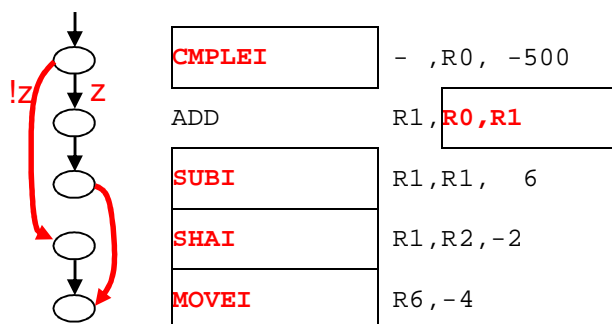 CMPLEI - ,R0, -500
!z z
ADD R1,R0,R1
SUBI R1,R1, 6
SHAI R1,R2,-2
MOVEI R6,-4